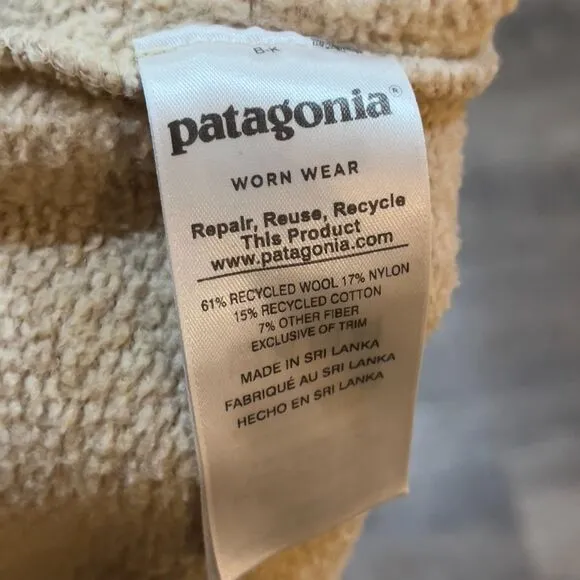 B-K
patagonia®
WORN WEAR
Repair, Reuse, Recycle
This Product
www.patagonia.com
61% RECYCLED WOOL 17% NYLON
15% RECYCLED COTTON
7% OTHER FIBER
EXCLUSIVE OF TRIM
MADE IN SRI LANKA
FABRIQUÉ AU SRI LANKA
HECHO EN SRI LANKA